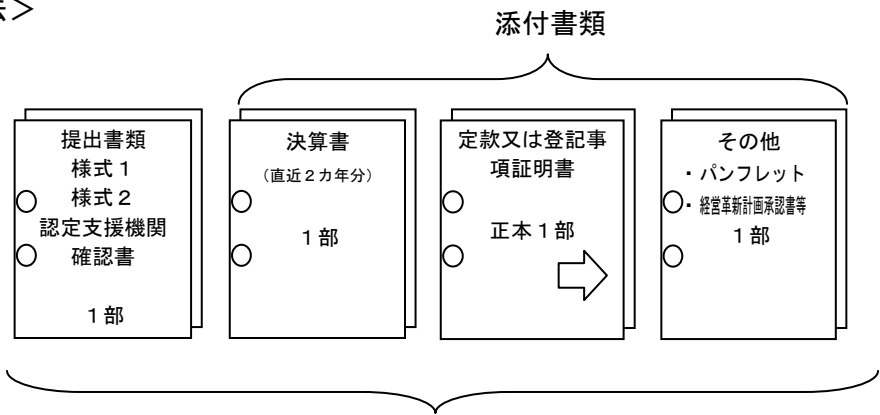 法＞
添付書類
提出書類
様式１
様式２
認定支援機関
確認書
１部
決算書
（直近２カ年分）
１部
定款又は登記事
項証明書
正本１部
その他
・パンフレット
・経営革新計画承認書等
１部